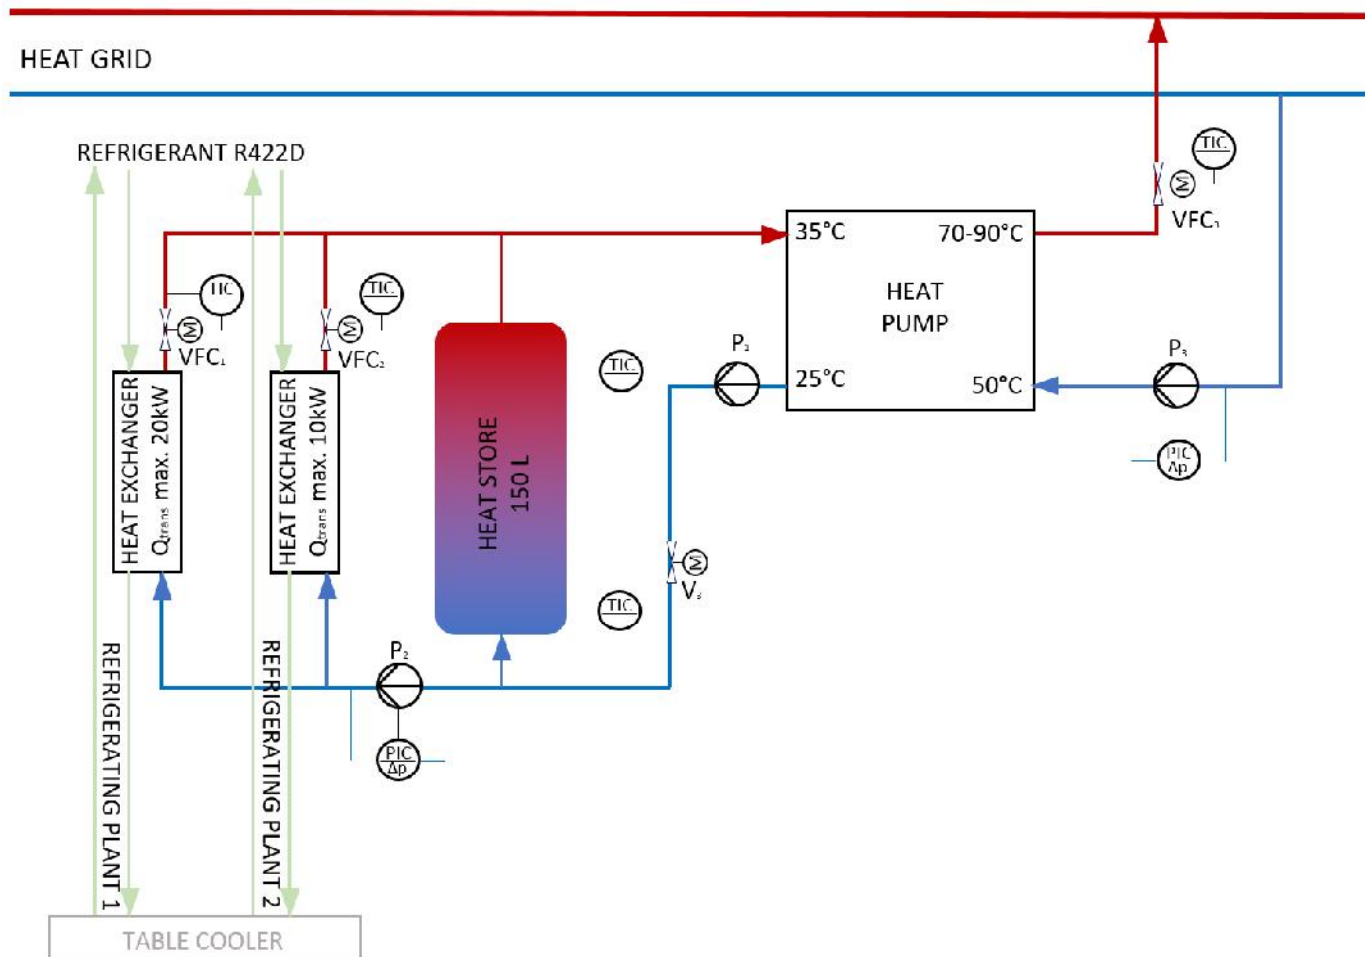 HEAT GRID
REFRIGERANT R422D
TIC
M
VFC₃
35°C
70-90°C
HEAT
PUMP
25°C
50°C
TIC
M
VFC₁
TIC
M
VFC₂
HEAT EXCHANGER
Qtrans max. 20kW
HEAT EXCHANGER
Qtrans max. 10kW
HEAT STORE
150 L
TIC
TIC
P₁
P₃
PIC
Δp
M
V₃
P₂
PIC
Δp
REFRIGERATING PLANT 1
REFRIGERATING PLANT 2
TABLE COOLER